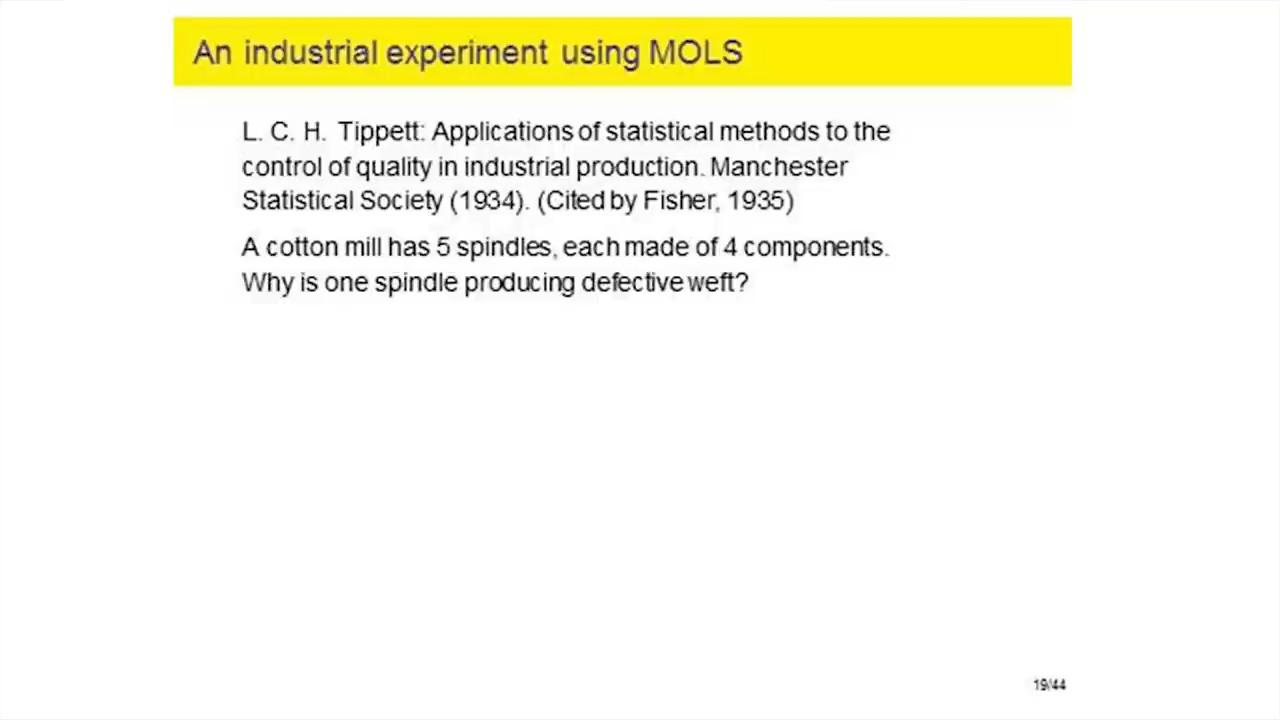 An industrial experiment using MOLS
L. C. H. Tippett: Applications of statistical methods to the
control of quality in industrial production. Manchester
Statistical Society (1934). (Cited by Fisher, 1935)
A cotton mill has 5 spindles, each made of 4 components.
Why is one spindle producing defective weft?
19/44